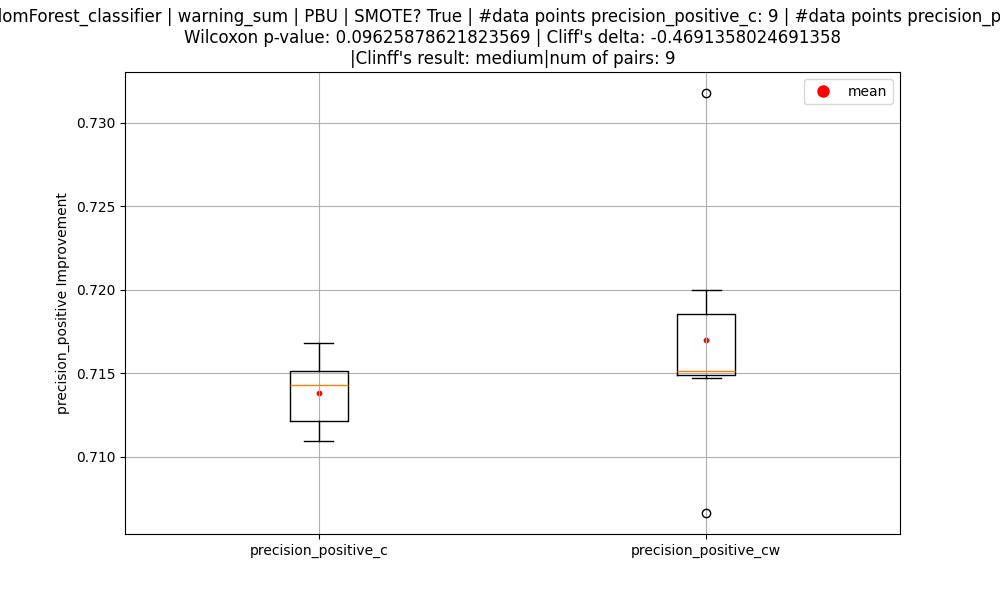 omForest_classifier | warning_sum | PBU | SMOTE? True | #data points precision_positive_c: 9 | #data points precision_p
Wilcoxon p-value: 0.09625878621823569 | Cliff's delta: -0.4691358024691358
|Clinff's result: medium|num of pairs: 9
mean
0.730
0.725
0.720
0.715
0.710
precision_positive Improvement
precision_positive_c
precision_positive_cw